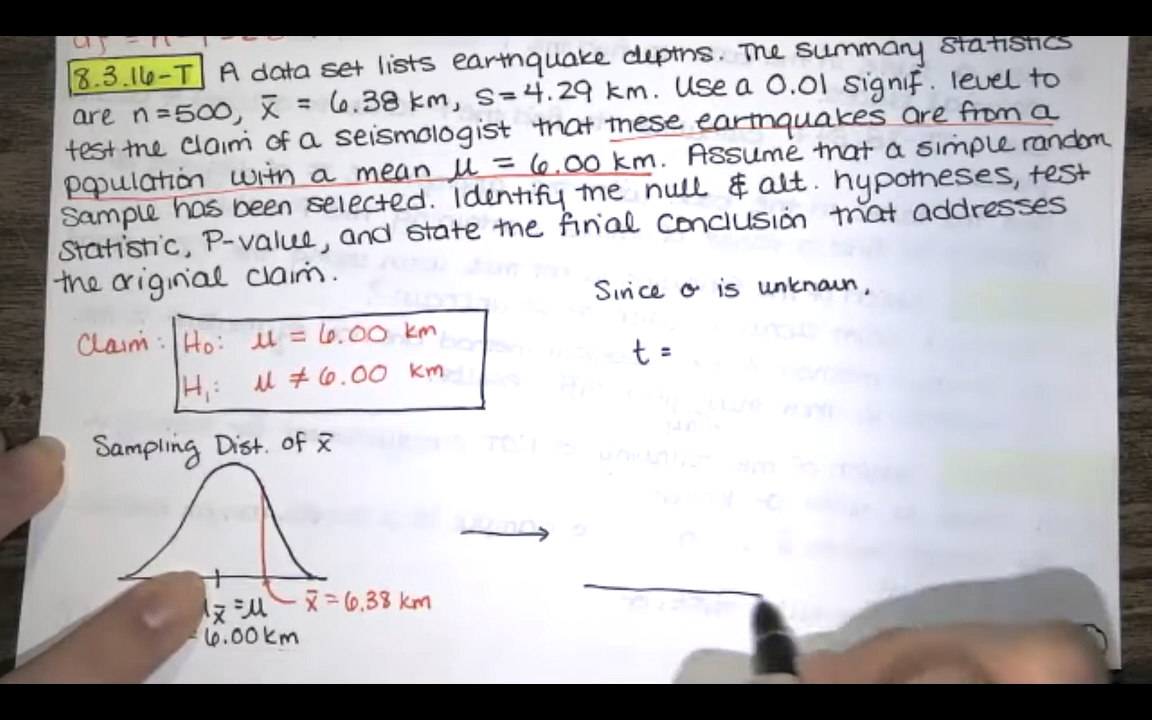 8.3.16-T A data set lists earthquake depths. The summary statistics
are n=500, x̄ = 6.38 km, s=4.29 km. Use a 0.01 signif. level to
test the claim of a seismologist that these earthquakes are from a
population with a mean μ = 6.00 km. Assume that a simple random
sample has been selected. Identify the null & alt. hypotheses, test
statistic, P-value, and state the final conclusion that addresses
the original claim.
Since σ is unknown,
t =
Claim: H₀: μ = 6.00 km
H₁: μ ≠ 6.00 km
Sampling Dist. of x̄
x̄ =μ
x̄ = 6.38 km
= 6.00 km